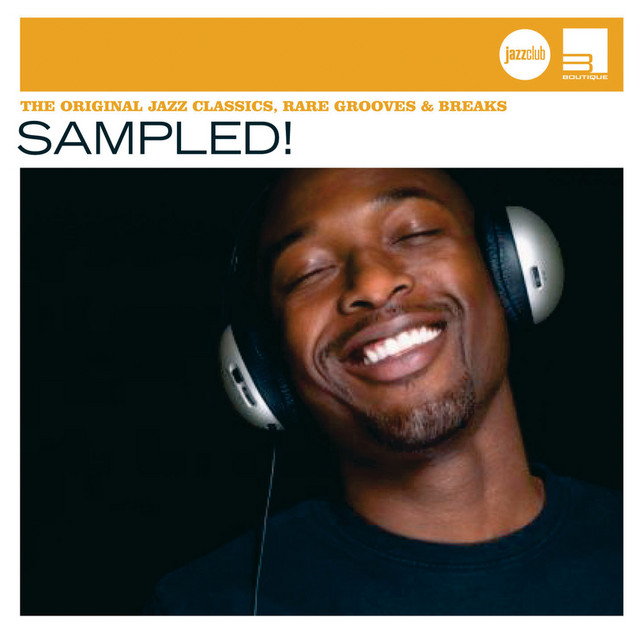 jazzclub
BOUTIQUE
THE ORIGINAL JAZZ CLASSICS, RARE GROOVES & BREAKS
SAMPLED!